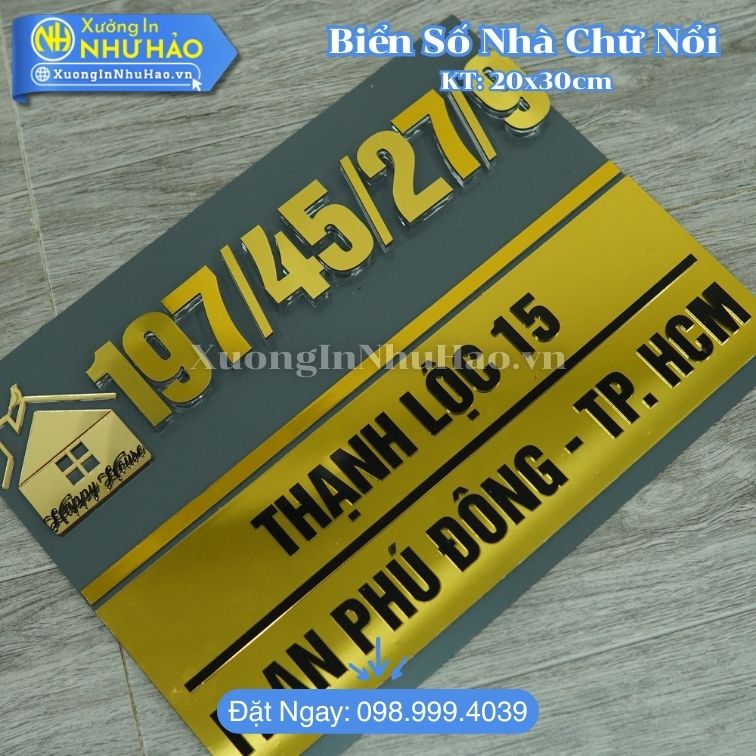 Xưởng In
NHƯ HẢO
XuongInNhuHao.vn
Biển Số Nhà Chữ Nổi
KT: 20x30cm
197/45/27/9
Happy House
XuongInNhuHao.vn
THẠNH LỘC 15
AN PHÚ ĐÔNG - TP. HCM
Đặt Ngay: 098.999.4039